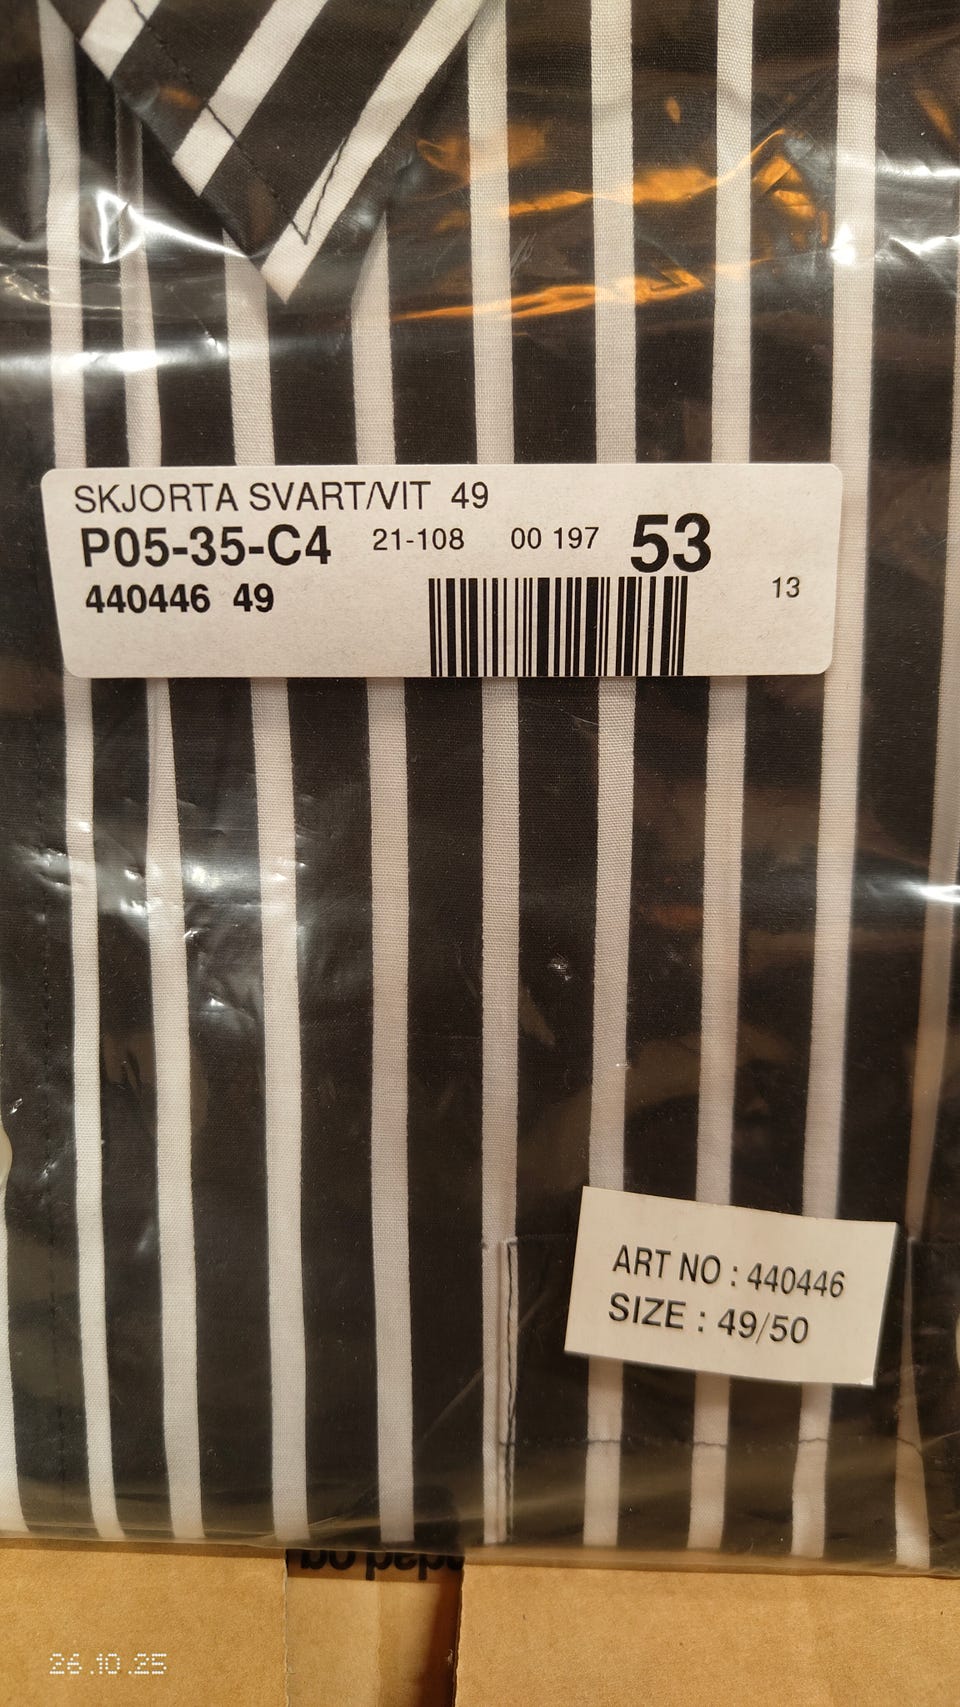 SKJORTA SVART/VIT 49
P05-35-C4 21-108 00 197 53
440446 49 13
ART NO : 440446
SIZE : 49/50
26.10.25